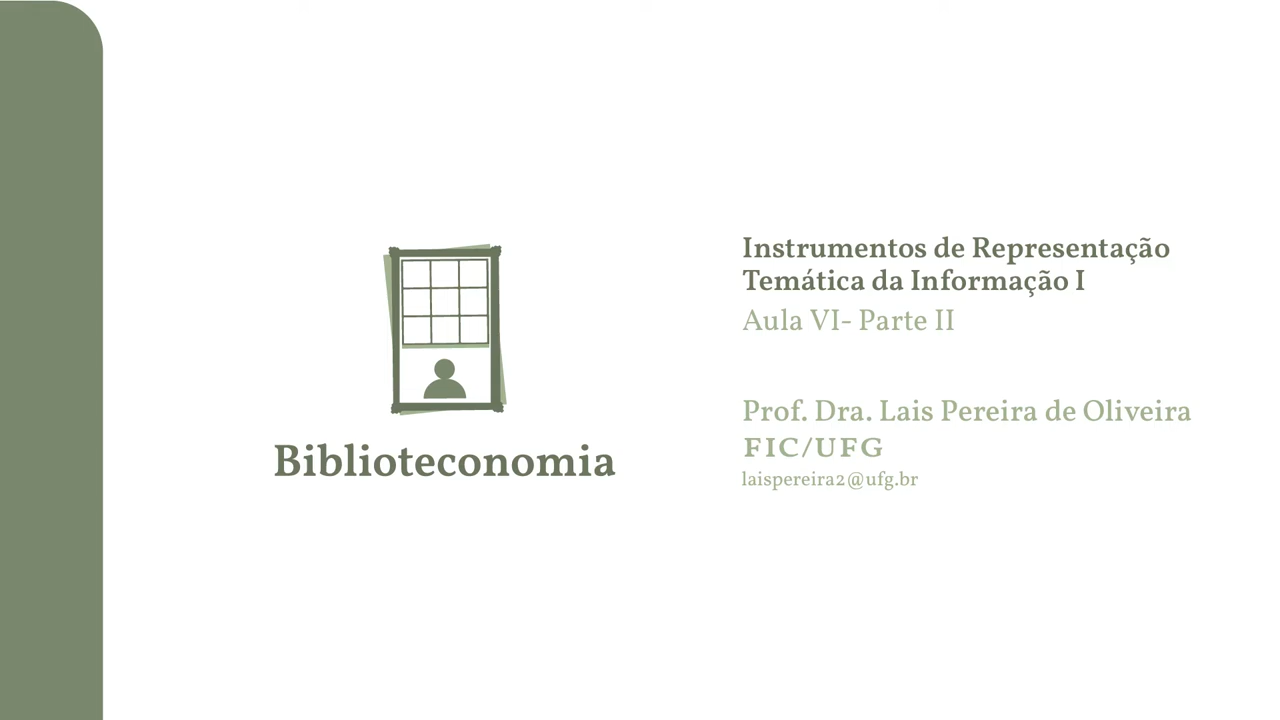 Biblioteconomia
Instrumentos de Representação
Temática da Informação I
Aula VI- Parte II
Prof. Dra. Lais Pereira de Oliveira
FIC/UFG
laispereira2@ufg.br